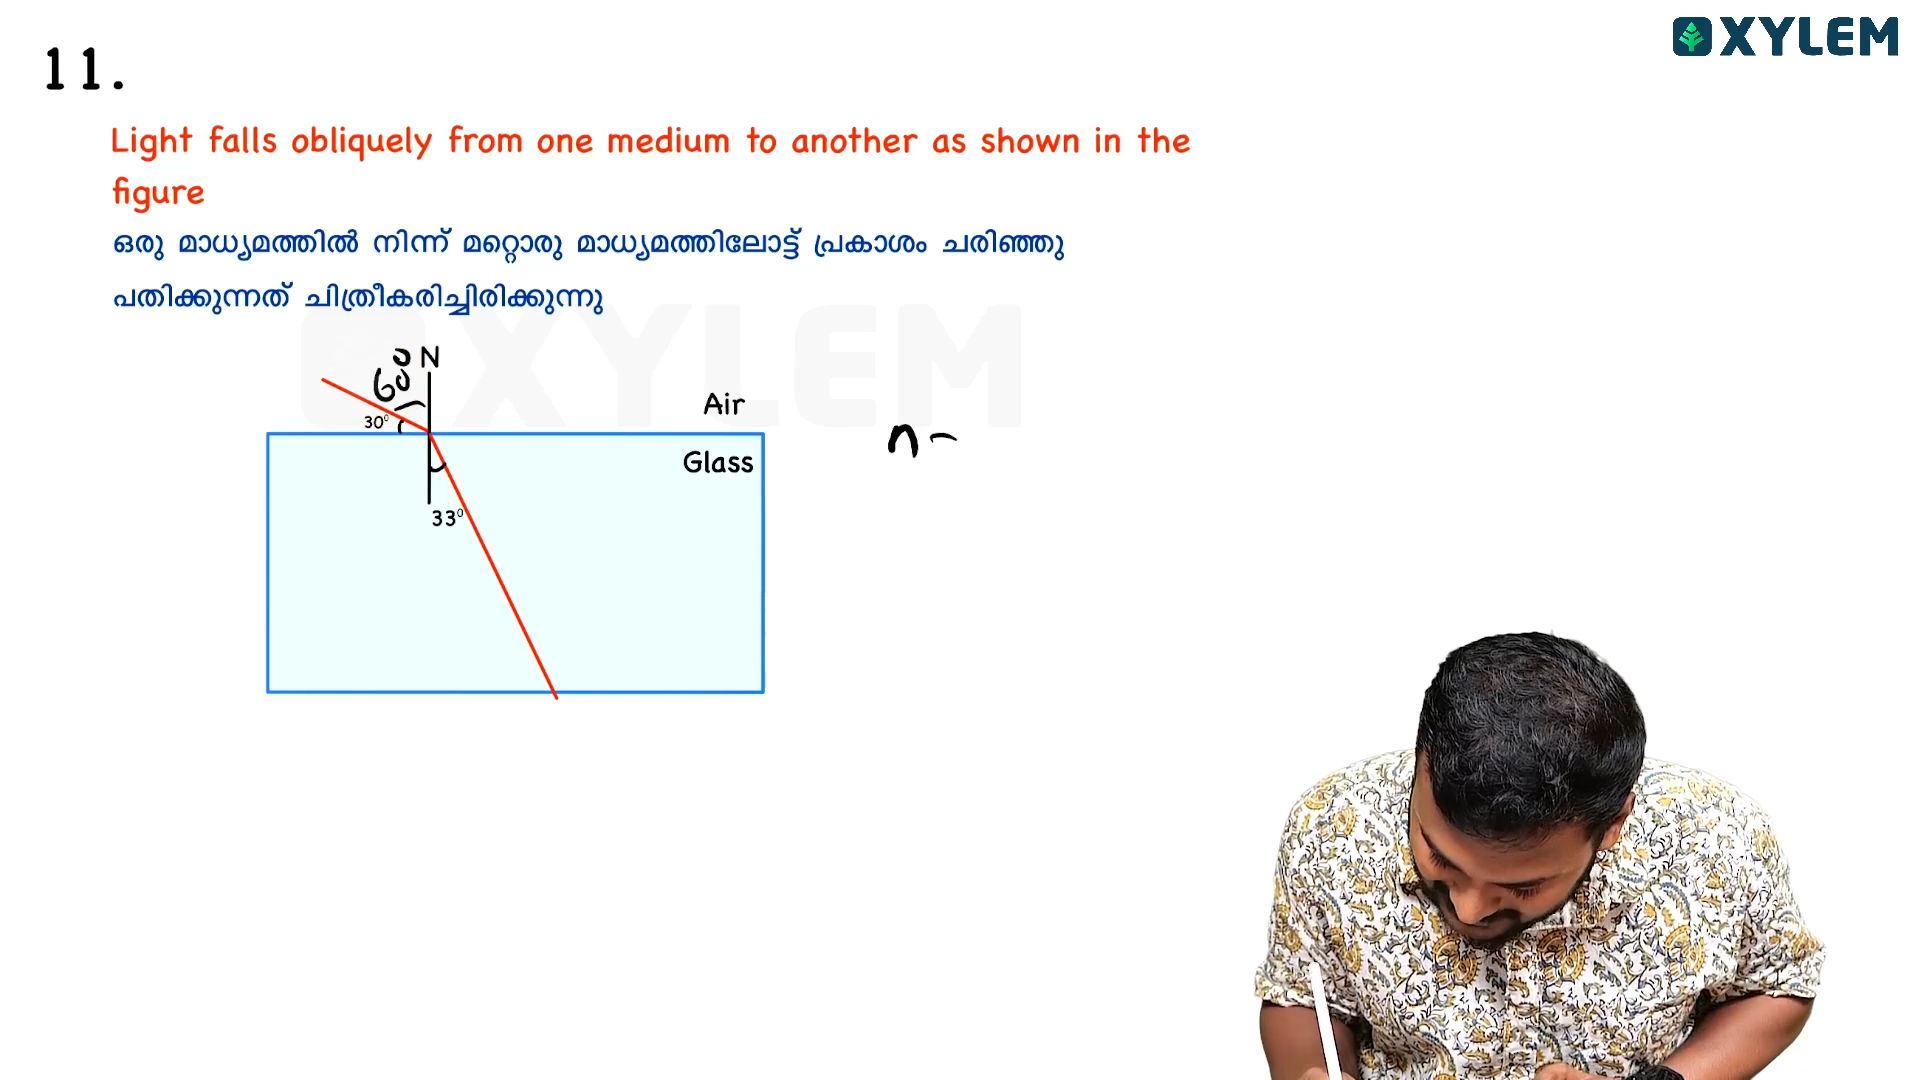 XYLEM
11.
Light falls obliquely from one medium to another as shown in the
figure
ഒരു മാധ്യമത്തിൽ നിന്ന് മറ്റൊരു മാധ്യമത്തിലോട്ട് പ്രകാശം ചരിഞ്ഞു
പതിക്കുന്നത് ചിത്രീകരിച്ചിരിക്കുന്നു
XYLEM
60° N
Air
30°
n =
Glass
33°